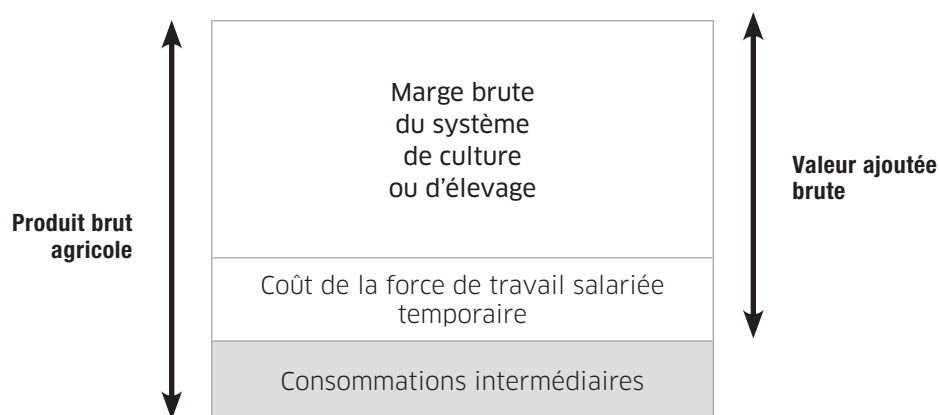 Produit brut
agricole
Marge brute
du système
de culture
ou d'élevage
Coût de la force de travail salariée
temporaire
Consommations intermédiaires
Valeur ajoutée
brute